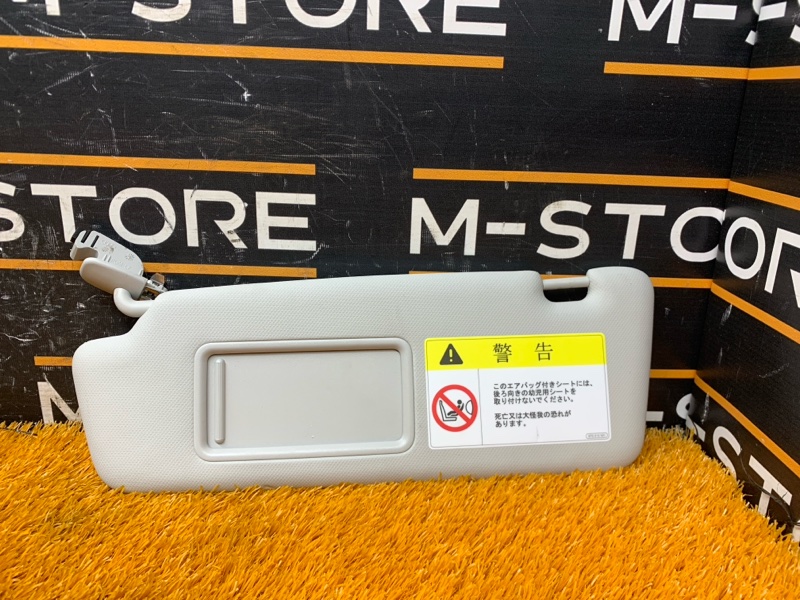 M-STORE
M-S
STORE
M-STCOR
警告
このエアバッグ付きシートには、
後ろ向きの幼児用シートを
取り付けないでください。
死亡又は大怪我の恐れが
あります。
M-ST